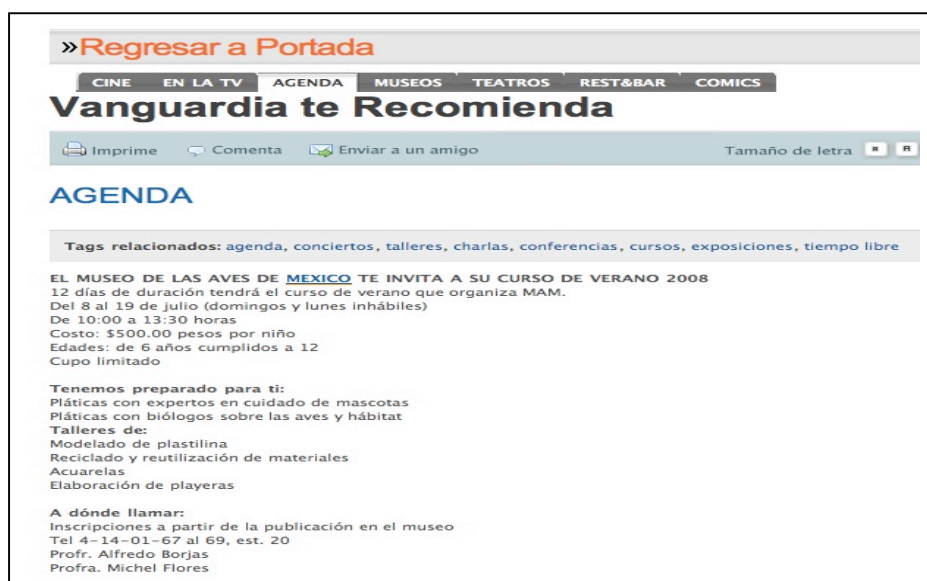 »Regresar a Portada
CINE EN LA TV AGENDA MUSEOS TEATROS REST&BAR COMICS
Vanguardia te Recomienda
Imprime Comenta Enviar a un amigo Tamaño de letra
AGENDA
Tags relacionados: agenda, conciertos, talleres, charlas, conferencias, cursos, exposiciones, tiempo libre
EL MUSEO DE LAS AVES DE MEXICO TE INVITA A SU CURSO DE VERANO 2008
12 días de duración tendrá el curso de verano que organiza MAM.
Del 8 al 19 de julio (domingos y lunes inhábiles)
De 10:00 a 13:30 horas
Costo: $500.00 pesos por niño
Edades: de 6 años cumplidos a 12
Cupo limitado
Tenemos preparado para ti:
Pláticas con expertos en cuidado de mascotas
Pláticas con biólogos sobre las aves y hábitat
Talleres de:
Modelado de plastilina
Reciclado y reutilización de materiales
Acuarelas
Elaboración de playeras
A dónde llamar:
Inscripciones a partir de la publicación en el museo
Tel 4-14-01-67 al 69, est. 20
Profr. Alfredo Borjas
Profra. Michel Flores